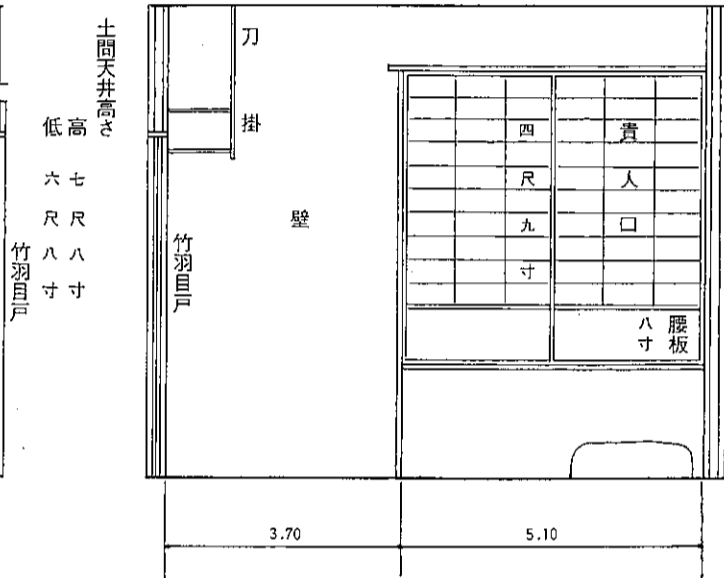 土間天井高さ
高 七尺八寸
低 六尺八寸
竹羽目戸
刀掛
壁
竹羽目戸
貴人口
四尺九寸
腰板
八寸
3.70
5.10